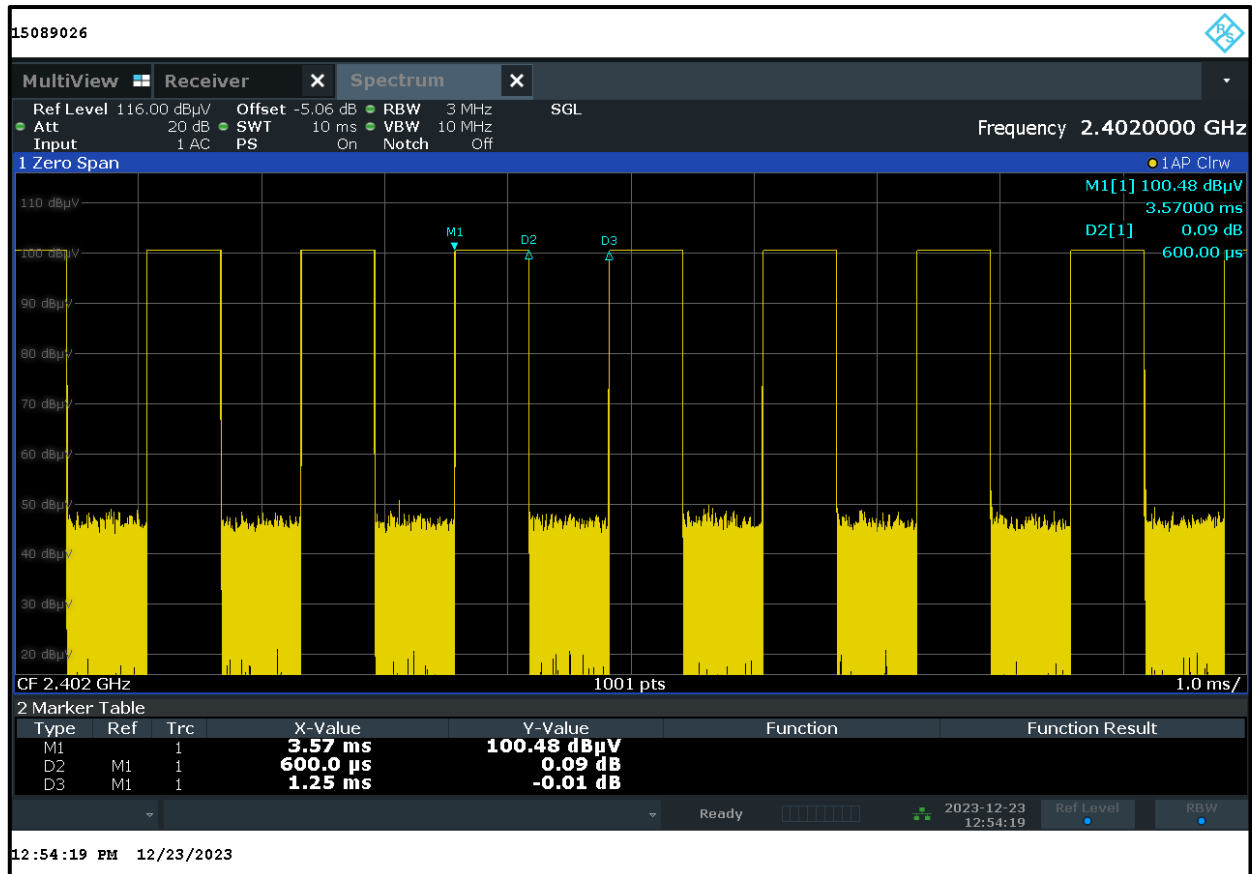 15089026
R S
MultiView Receiver X Spectrum X
Ref Level 116.00 dBµV Offset -5.06 dB RBW 3 MHz SGL
Att 20 dB SWT 10 ms VBW 10 MHz Frequency 2.4020000 GHz
Input 1 AC PS On Notch Off
1 Zero Span 1AP Clrw
M1[1] 100.48 dBµV
110 dBµV
3.57000 ms
M1 D2 D3 D2[1] 0.09 dB
100 dBµV 600.00 µs
90 dBµV
80 dBµV
70 dBµV
60 dBµV
50 dBµV
40 dBµV
30 dBµV
20 dBµV
CF 2.402 GHz 1001 pts 1.0 ms/
2 Marker Table
Type Ref Trc X-Value Y-Value Function Function Result
M1 1 3.57 ms 100.48 dBµV
D2 M1 1 600.0 µs 0.09 dB
D3 M1 1 1.25 ms -0.01 dB
Ready 2023-12-23 Ref Level RBW
12:54:19
12:54:19 PM 12/23/2023